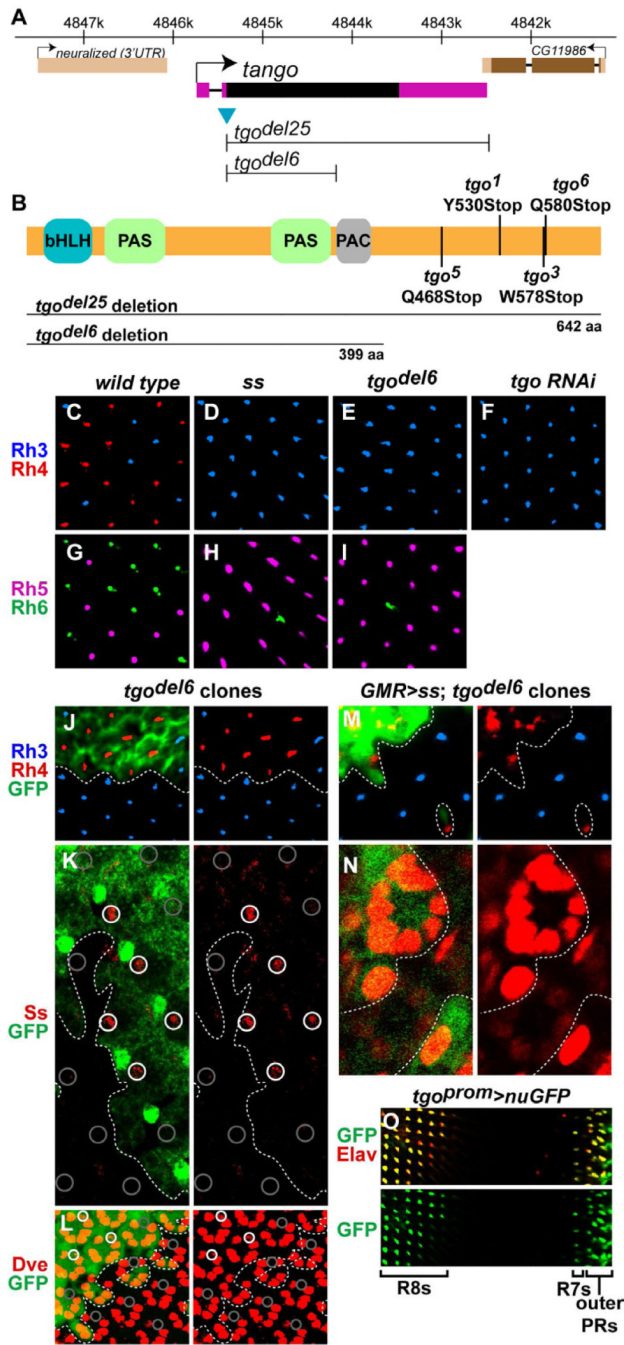 A
4847k 4846k 4845k 4844k 4843k 4842k
neuralized (3'UTR)
CG11986
tango
tgodel25
tgodel6
B
tgo1 tgo6
Y530Stop Q580Stop
bHLH PAS PAS PAC
tgo5 tgo3
Q468Stop W578Stop
tgodel25 deletion
642 aa
tgodel6 deletion
399 aa
wild type ss tgodel6 tgo RNAi
C D E F
Rh3
Rh4
G H I
Rh5
Rh6
tgodel6 clones
GMR>ss; tgodel6 clones
J
Rh3
Rh4
GFP
M
K
Ss
GFP
N
tgoprom>nuGFP
O
GFP
Elav
GFP
L
Dve
GFP
R8s R7s
outer
PRs